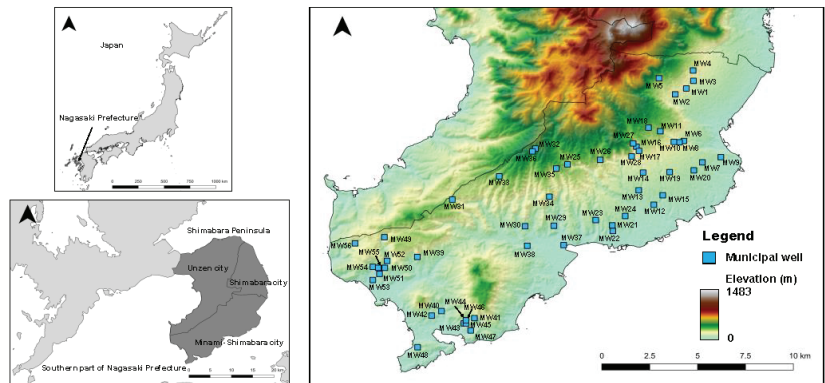 Japan
Nagasaki Prefecture
0 250 500 750 1000 km
Shimabara Peninsula
Unzen city
Shimabara city
Minami-Shimabara city
Southern part of Nagasaki Prefecture
0 5 10 15 20 km
MW4
MW5
MW3
MW1
MW2
MW18
MW11
MW27
MW16
MW6
MW10
MW8
MW32
MW36
MW26
MW28
MW17
MW9
MW25
MW7
MW35
MW33
MW14
MW19
MW20
MW34
MW13
MW15
MW31
MW12
MW24
MW30
MW29
MW23
MW21
MW22
MW49
MW56
MW37
MW38
MW55
MW52
MW39
MW54
MW50
MW51
MW53
MW44
MW46
MW40
MW42
MW41
MW43
MW45
MW47
MW48
Legend
Municipal well
Elevation (m)
1483
0
0 2.5 5 7.5 10 km